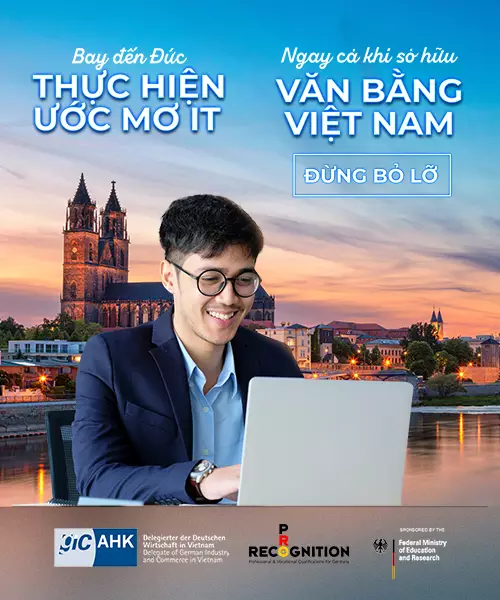 Bay đến Đức
THỰC HIỆN
ƯỚC MƠ IT
Ngay cả khi sở hữu
VĂN BẰNG
VIỆT NAM
ĐỪNG BỎ LỠ
GIC AHK
Delegierter der Deutschen
Wirtschaft in Vietnam
Delegate of German Industry
and Commerce in Vietnam
PRO
RECOGNITION
Professional & Vocational Qualifications for Germany
SPONSORED BY THE
Federal Ministry
of Education
and Research